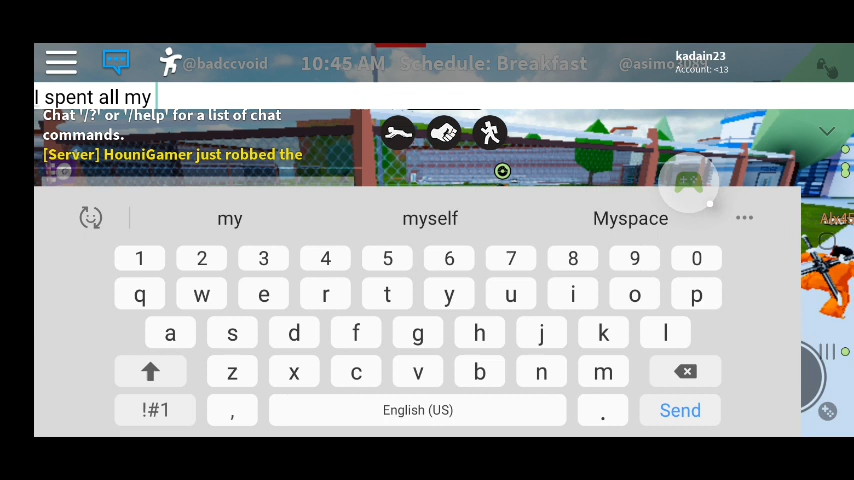 @badccvoid 10:45 AM Schedule: Breakfast @asimo3089
kadain23
Account: <13
I spent all my
Chat '/?' or '/help' for a list of chat
commands.
[Server] HouniGamer just robbed the
my myself Myspace
1 2 3 4 5 6 7 8 9 0
q w e r t y u i o p
a s d f g h j k l
z x c v b n m
!#1 , English (US) . Send